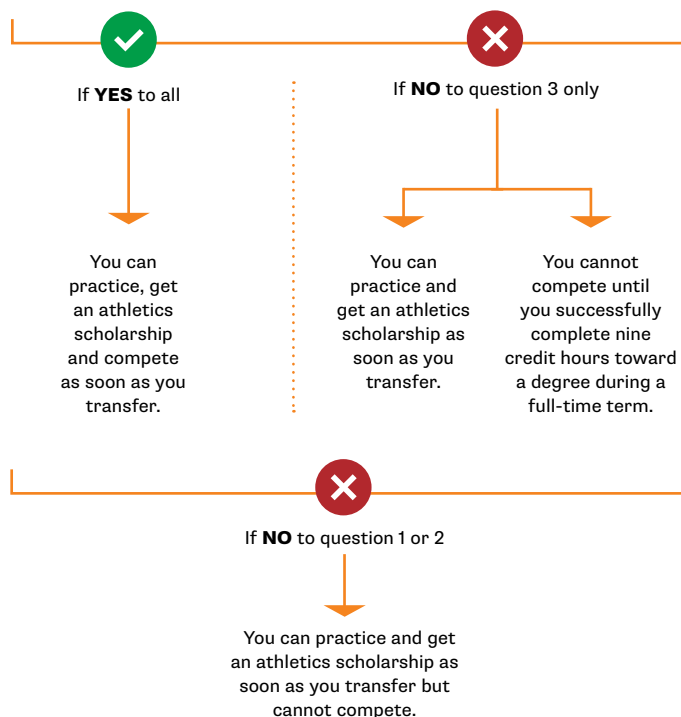 If YES to all
If NO to question 3 only
You can
practice, get
an athletics
scholarship
and compete
as soon as you
transfer.
You can
practice and
get an athletics
scholarship as
soon as you
transfer.
You cannot
compete until
you successfully
complete nine
credit hours toward
a degree during a
full-time term.
If NO to question 1 or 2
You can practice and get
an athletics scholarship as
soon as you transfer but
cannot compete.